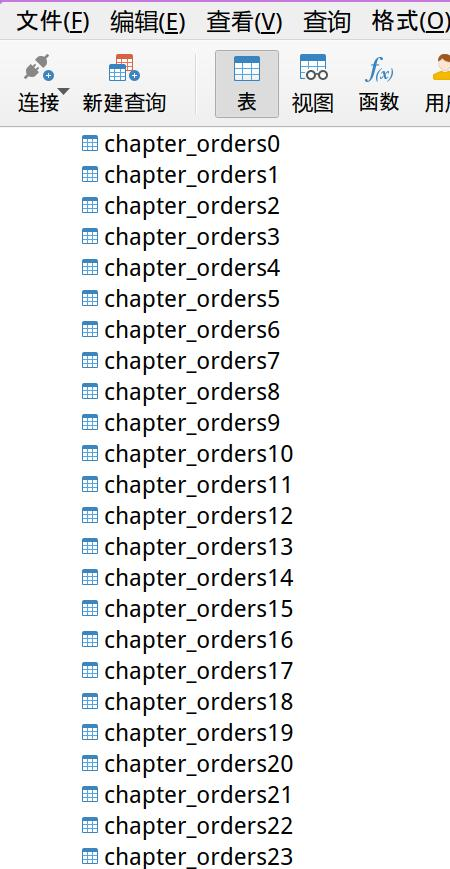 文件(F) 编辑(E) 查看(V) 查询 格式(O)
连接 新建查询 表 视图 f(x) 函数
chapter_orders0
chapter_orders1
chapter_orders2
chapter_orders3
chapter_orders4
chapter_orders5
chapter_orders6
chapter_orders7
chapter_orders8
chapter_orders9
chapter_orders10
chapter_orders11
chapter_orders12
chapter_orders13
chapter_orders14
chapter_orders15
chapter_orders16
chapter_orders17
chapter_orders18
chapter_orders19
chapter_orders20
chapter_orders21
chapter_orders22
chapter_orders23